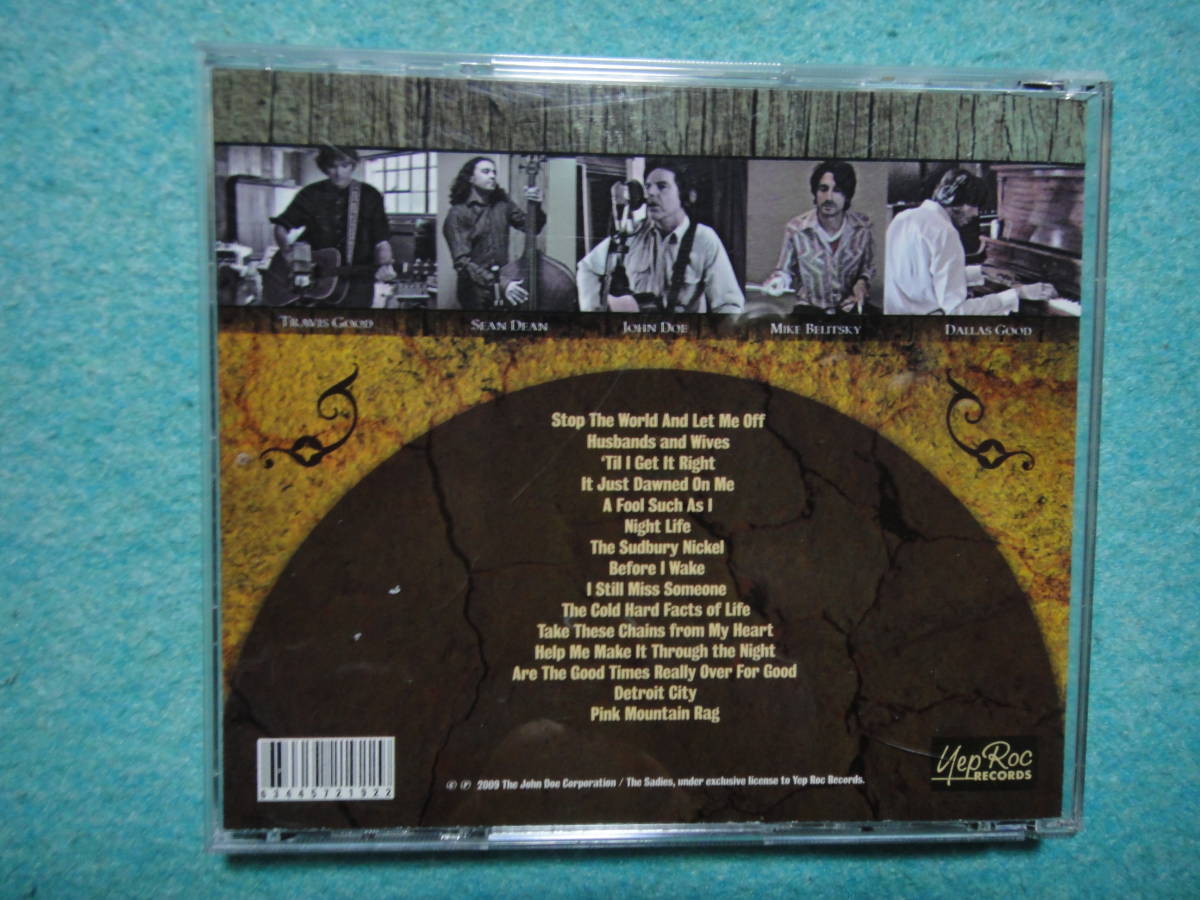 Travis Good
Sean Dean
John Doe
Mike Belitsky
Dallas Good
Stop The World And Let Me Off
Husbands and Wives
'Til I Get It Right
It Just Dawned On Me
A Fool Such As I
Night Life
The Sudbury Nickel
Before I Wake
I Still Miss Someone
The Cold Hard Facts of Life
Take These Chains from My Heart
Help Me Make It Through the Night
Are The Good Times Really Over For Good
Detroit City
Pink Mountain Rag
© ℗ 2009 The John Doe Corporation / The Sadies, under exclusive license to Yep Roc Records.
Yep Roc
RECORDS
634457219922